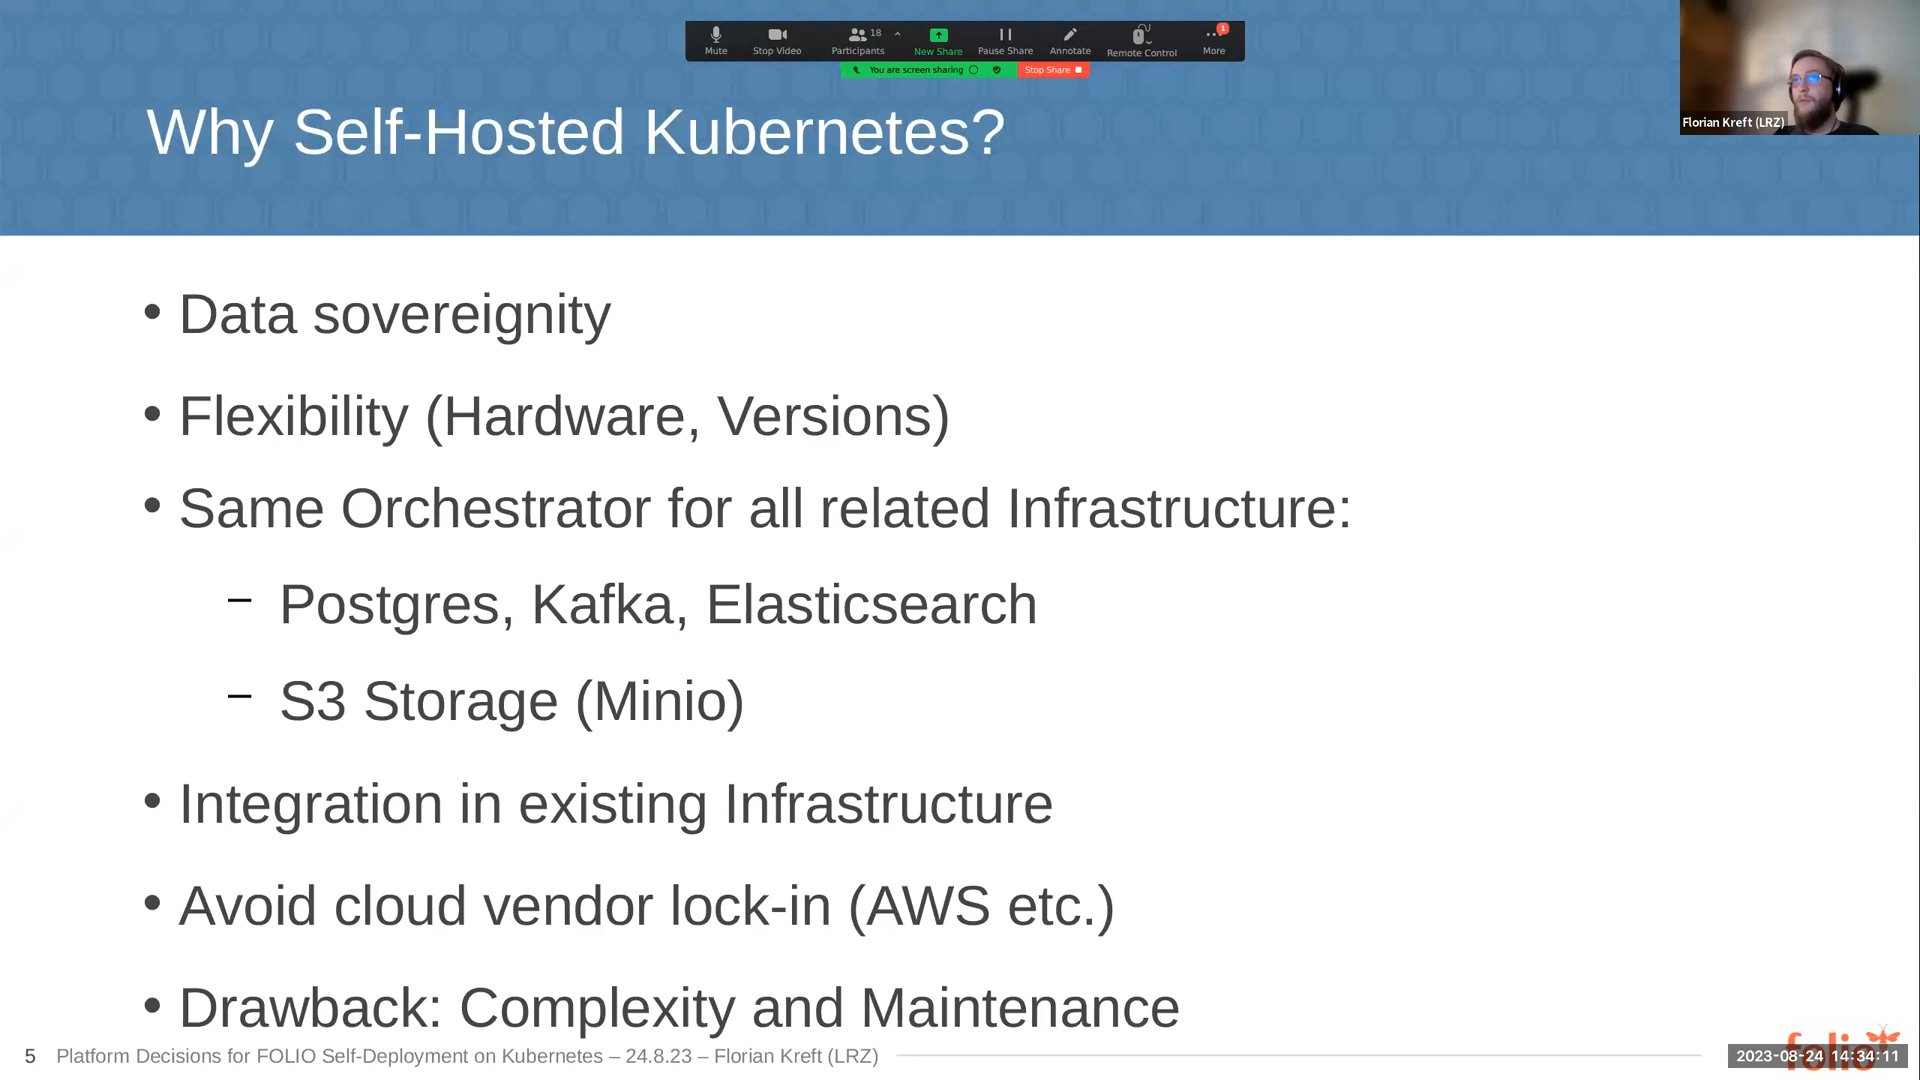 18
1
Mute
Stop Video
Participants
New Share
Pause Share
Annotate
Remote Control
More
You are screen sharing
Stop Share
Florian Kreft (LRZ)
Why Self-Hosted Kubernetes?
• Data sovereignity
• Flexibility (Hardware, Versions)
• Same Orchestrator for all related Infrastructure:
– Postgres, Kafka, Elasticsearch
– S3 Storage (Minio)
• Integration in existing Infrastructure
• Avoid cloud vendor lock-in (AWS etc.)
• Drawback: Complexity and Maintenance
5 Platform Decisions for FOLIO Self-Deployment on Kubernetes – 24.8.23 – Florian Kreft (LRZ)
folio
2023-08-24 14:34:11